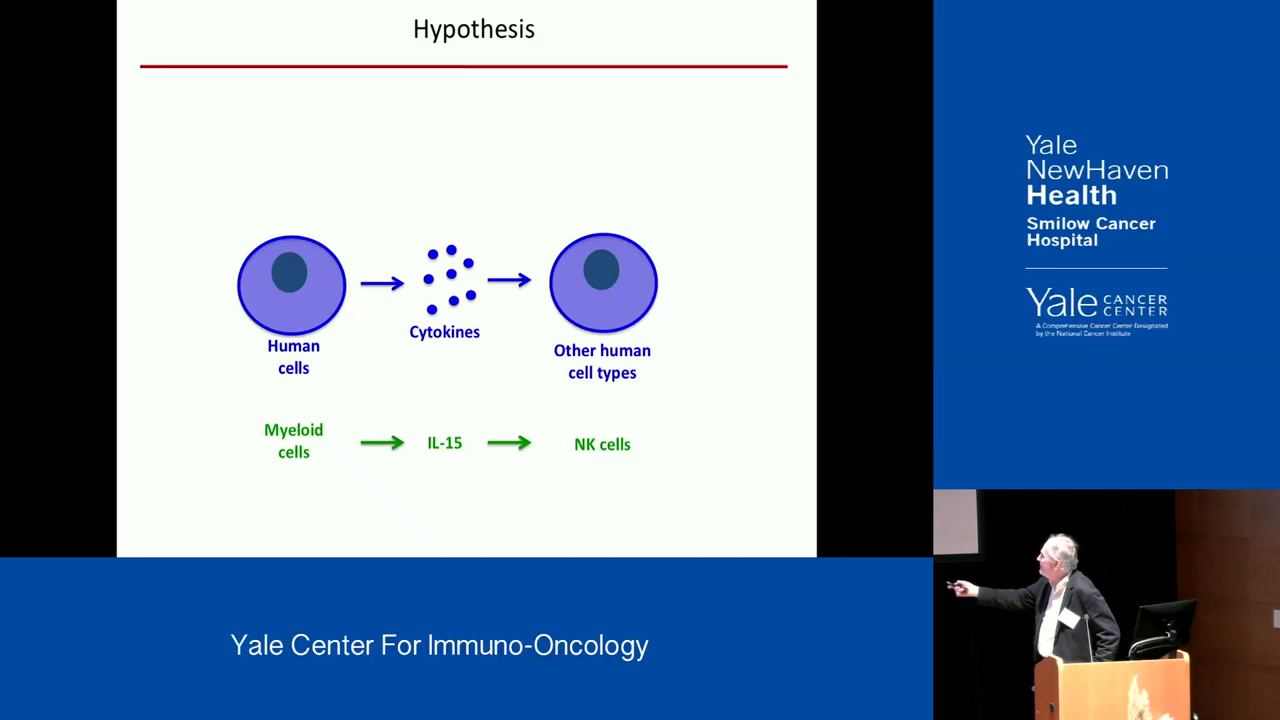 Hypothesis
Human
cells
Cytokines
Other human
cell types
Myeloid
cells
IL-15
NK cells
Yale
NewHaven
Health
Smilow Cancer
Hospital
Yale CANCER
CENTER
A Comprehensive Cancer Center Designated
by the National Cancer Institute
Yale Center For Immuno-Oncology